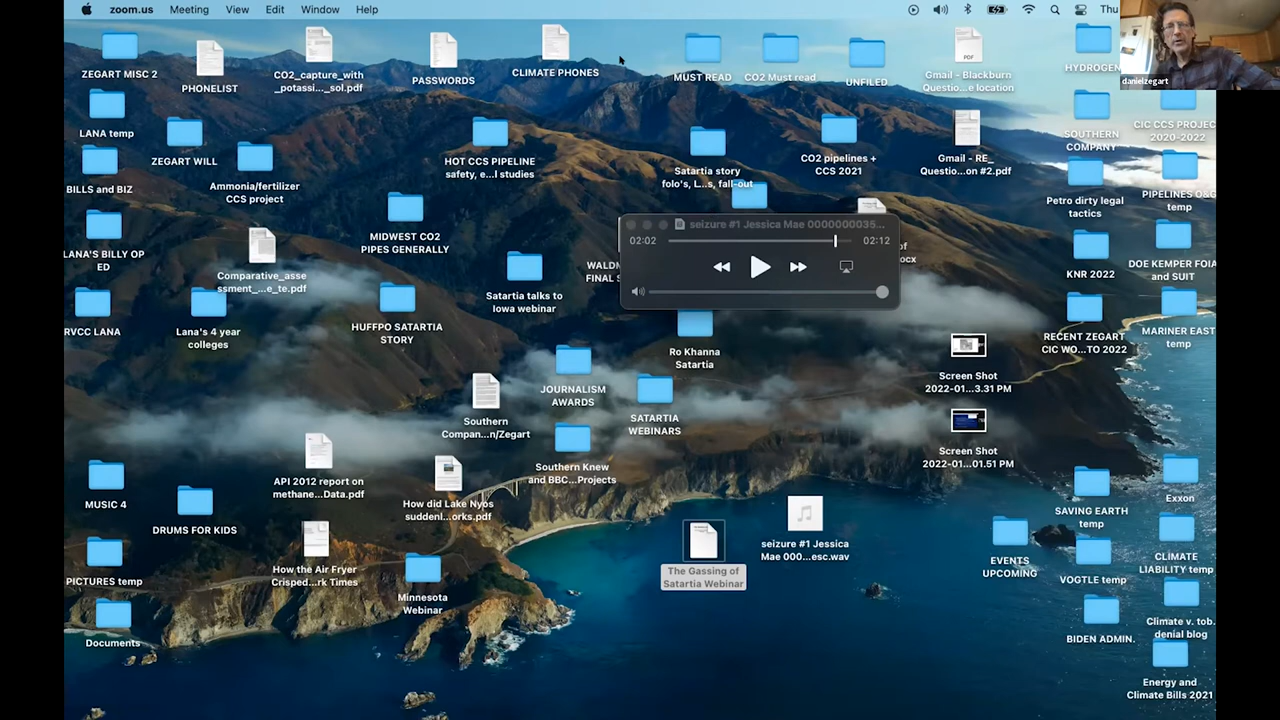 zoom.us Meeting View Edit Window Help Thu
danielzegart
ZEGART MISC 2
PHONELIST
CO2_capture_with
_potassi..._sol.pdf
PASSWORDS
CLIMATE PHONES
MUST READ
CO2 Must read
UNFILED
Gmail - Blackburn
Questio...e location
HYDROGEN
LANA temp
ZEGART WILL
BILLS and BIZ
Ammonia/fertilizer
CCS project
HOT CCS PIPELINE
safety, e...l studies
Satartia story
folo's, L...s, fall-out
CO2 pipelines +
CCS 2021
Gmail - RE_
Questio...on #2.pdf
SOUTHERN
COMPANY
CIC CCS PROJEC
2020-2022
LANA'S BILLY OP
ED
MIDWEST CO2
PIPES GENERALLY
seizure #1 Jessica Mae 0000000035...
02:02
02:12
Petro dirty legal
tactics
PIPELINES O&G
temp
Comparative_asse
essment_...e_te.pdf
Satartia talks to
Iowa webinar
WALDM
FINAL S
of
ocx
KNR 2022
DOE KEMPER FOIA
and SUIT
RVCC LANA
Lana's 4 year
colleges
HUFFPO SATARTIA
STORY
Ro Khanna
Satartia
RECENT ZEGART
CIC WO...TO 2022
MARINER EAST
temp
JOURNALISM
AWARDS
SATARTIA
WEBINARS
Screen Shot
2022-01...3.31 PM
Southern
Compan...n/Zegart
Screen Shot
2022-01...01.51 PM
Southern Knew
and BBC...Projects
MUSIC 4
DRUMS FOR KIDS
API 2012 report on
methane...Data.pdf
How did Lake Nyos
suddenl...orks.pdf
SAVING EARTH
temp
Exxon
PICTURES temp
How the Air Fryer
Crisped...rk Times
Minnesota
Webinar
The Gassing of
Satartia Webinar
seizure #1 Jessica
Mae 000...esc.wav
EVENTS
UPCOMING
VOGTLE temp
CLIMATE
LIABILITY temp
Documents
BIDEN ADMIN.
Climate v. tob.
denial blog
Energy and
Climate Bills 2021
PDF